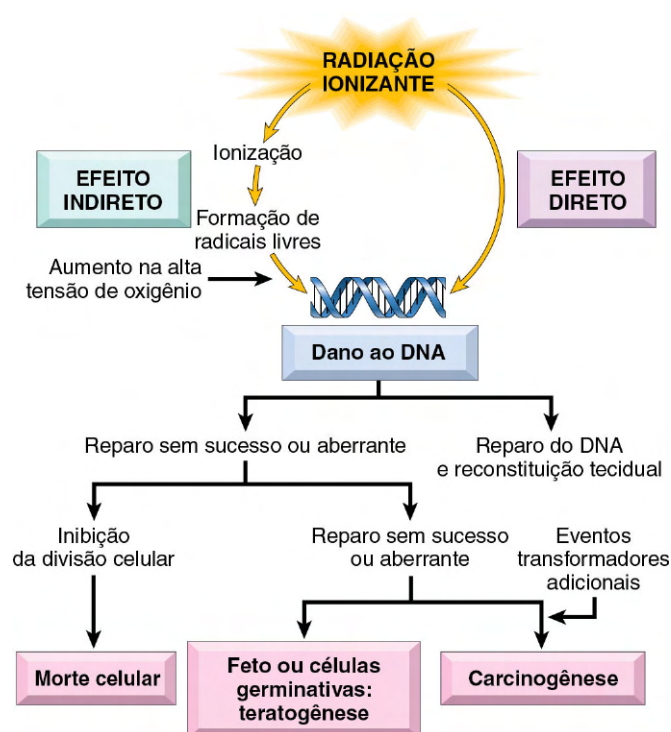 RADIAÇÃO
IONIZANTE
Ionização
EFEITO
INDIRETO
EFEITO
DIRETO
Formação de
radicais livres
Aumento na alta
tensão de oxigênio
Dano ao DNA
Reparo sem sucesso ou aberrante
Reparo do DNA
e reconstituição tecidual
Inibição
da divisão celular
Reparo sem sucesso
ou aberrante
Eventos
transformadores
adicionais
Morte celular
Feto ou células
germinativas:
teratogênese
Carcinogênese